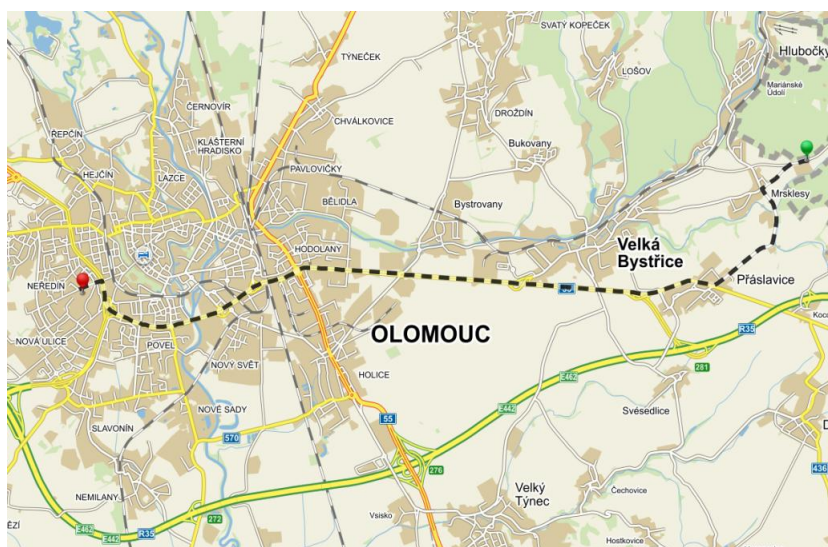 SVATÝ KOPEČEK
Hlubočky
TÝNEČEK
LOŠOV
Mariánské
Údolí
ČERNOVÍR
DROŽDÍN
CHVÁLKOVICE
ŘEPČÍN
KLÁŠTERNÍ
HRADISKO
Bukovany
HEJČÍN
LAZCE
PAVLOVIČKY
Mrsklesy
BĚLIDLA
Bystrovany
HODOLANY
Velká
Bystřice
NEŘEDÍN
Přáslavice
NOVÁ ULICE
POVEL
OLOMOUC
R35
NOVÝ SVĚT
HOLICE
E462
281
NOVÉ SADY
E442
Svésedlice
SLAVONÍN
570
55
276
436
NEMILANY
Velký
Týnec
Čechovice
272
Vsisko
E462
E442
R35
Hostkovice